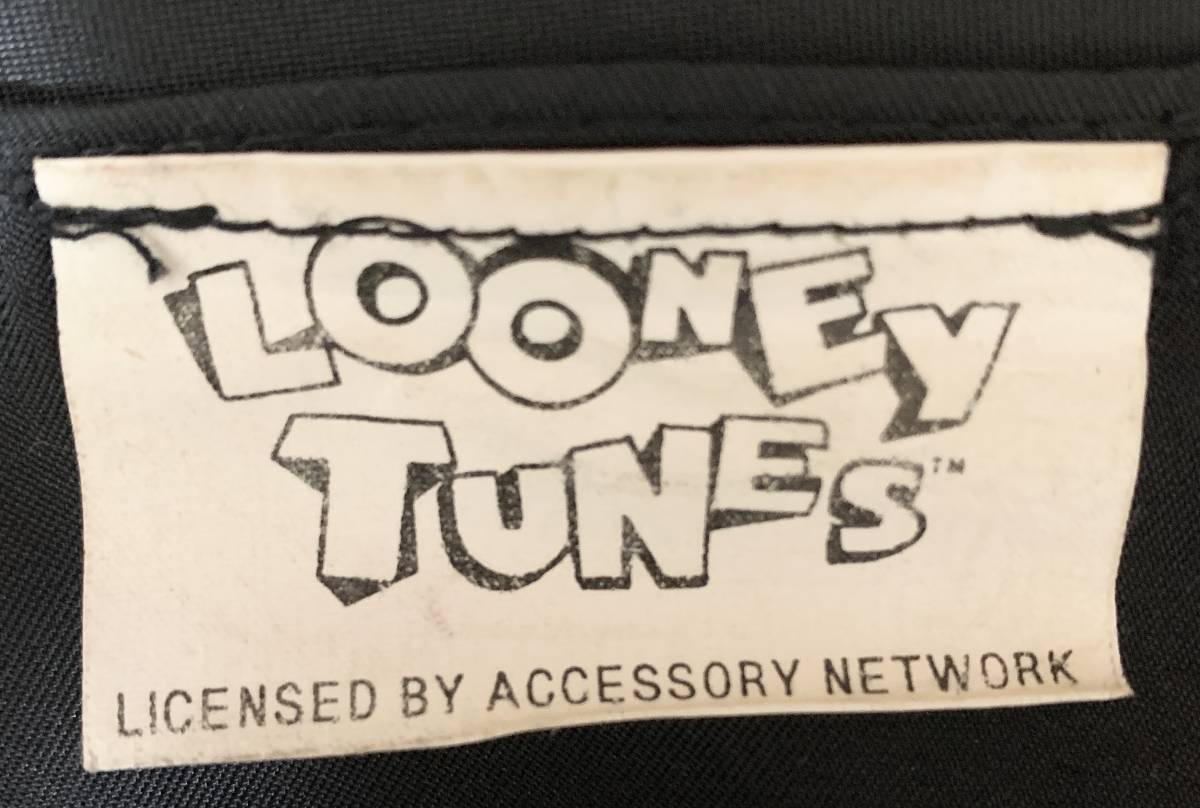 LOONEY
TUNES™
LICENSED BY ACCESSORY NETWORK